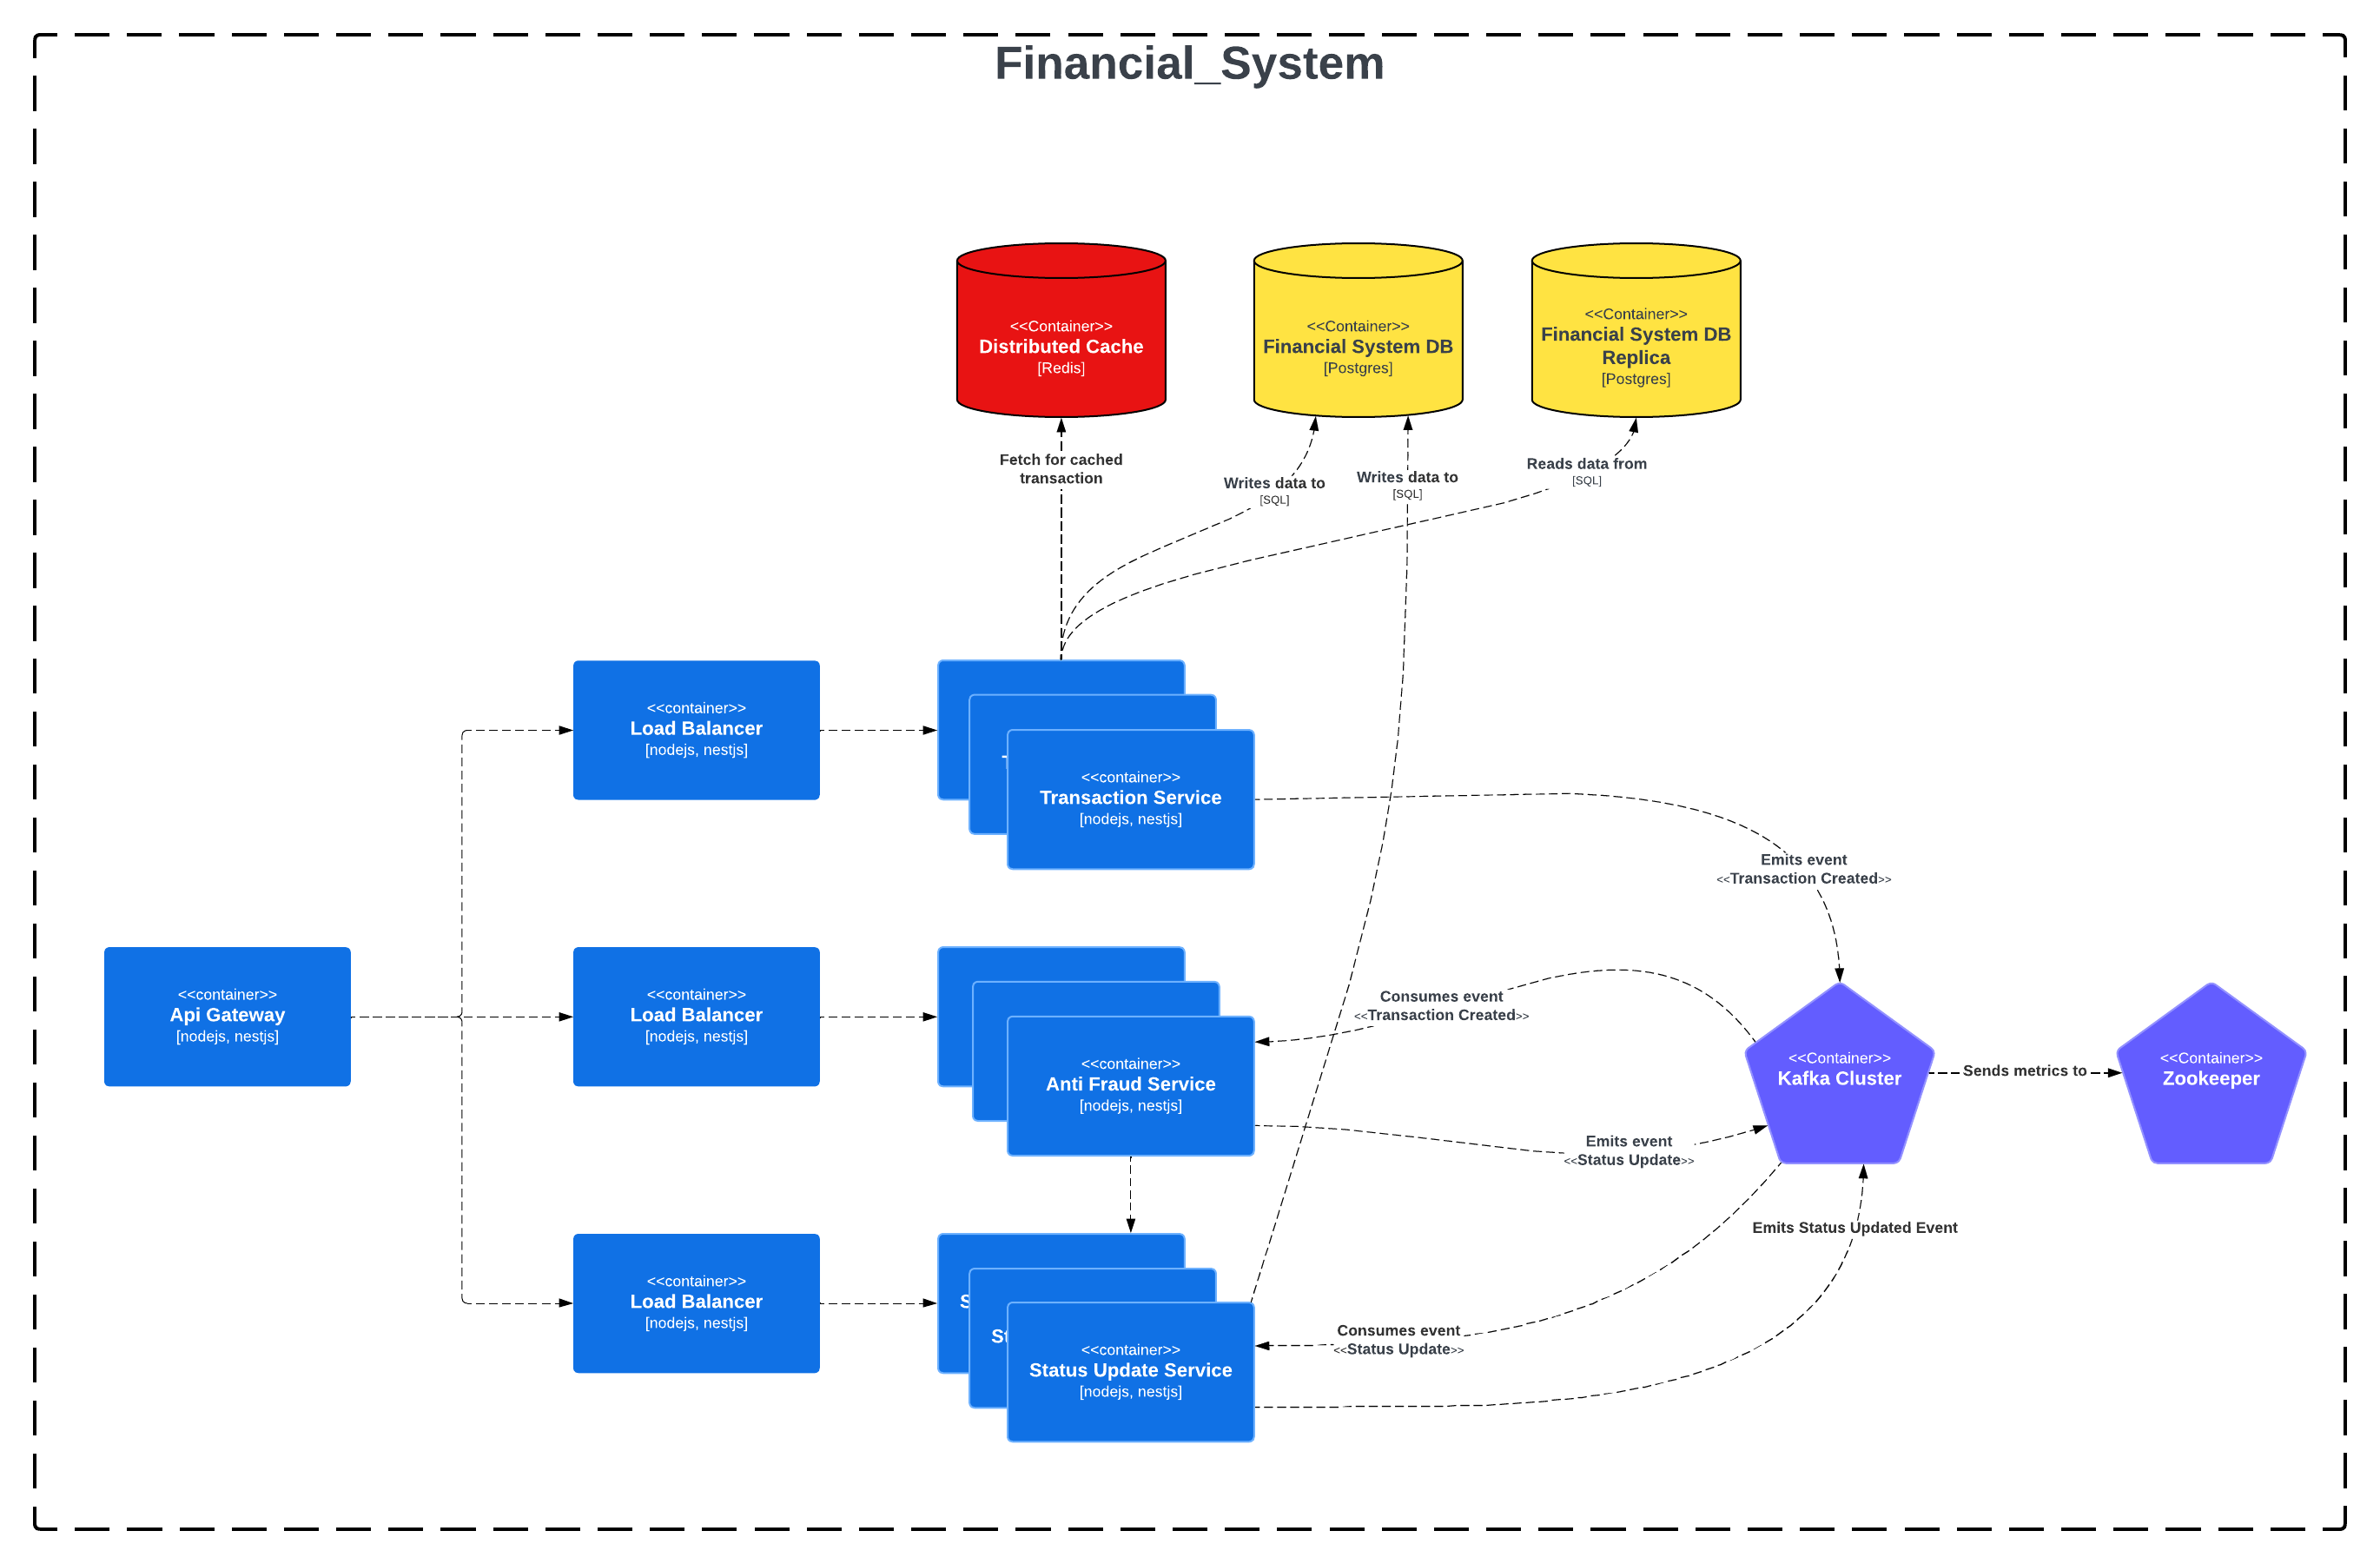 Financial_System
<<Container>>
Distributed Cache
[Redis]
<<Container>>
Financial System DB
[Postgres]
<<Container>>
Financial System DB
Replica
[Postgres]
Fetch for cached
transaction
Writes data to
[SQL]
Writes data to
[SQL]
Reads data from
[SQL]
<<container>>
Load Balancer
[nodejs, nestjs]
<<container>>
Transaction Service
[nodejs, nestjs]
Emits event
<<Transaction Created>>
<<container>>
Api Gateway
[nodejs, nestjs]
<<container>>
Load Balancer
[nodejs, nestjs]
<<container>>
Anti Fraud Service
[nodejs, nestjs]
Consumes event
<<Transaction Created>>
<<Container>>
Kafka Cluster
Sends metrics to
<<Container>>
Zookeeper
Emits event
<<Status Update>>
Emits Status Updated Event
<<container>>
Load Balancer
[nodejs, nestjs]
S
St
<<container>>
Status Update Service
[nodejs, nestjs]
Consumes event
<<Status Update>>